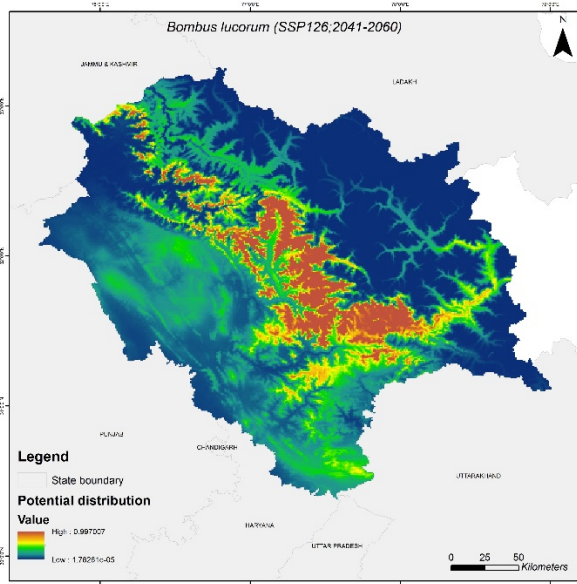 Bombus lucorum (SSP126;2041-2060)
N
JAMMU & KASHMIR
LADAKH
PUNJAB
CHANDIGARH
UTTARAKHAND
HARYANA
UTTAR PRADESH
Legend
State boundary
Potential distribution
Value
High : 0.997007
Low : 1.78261e-05
0 25 50
Kilometers